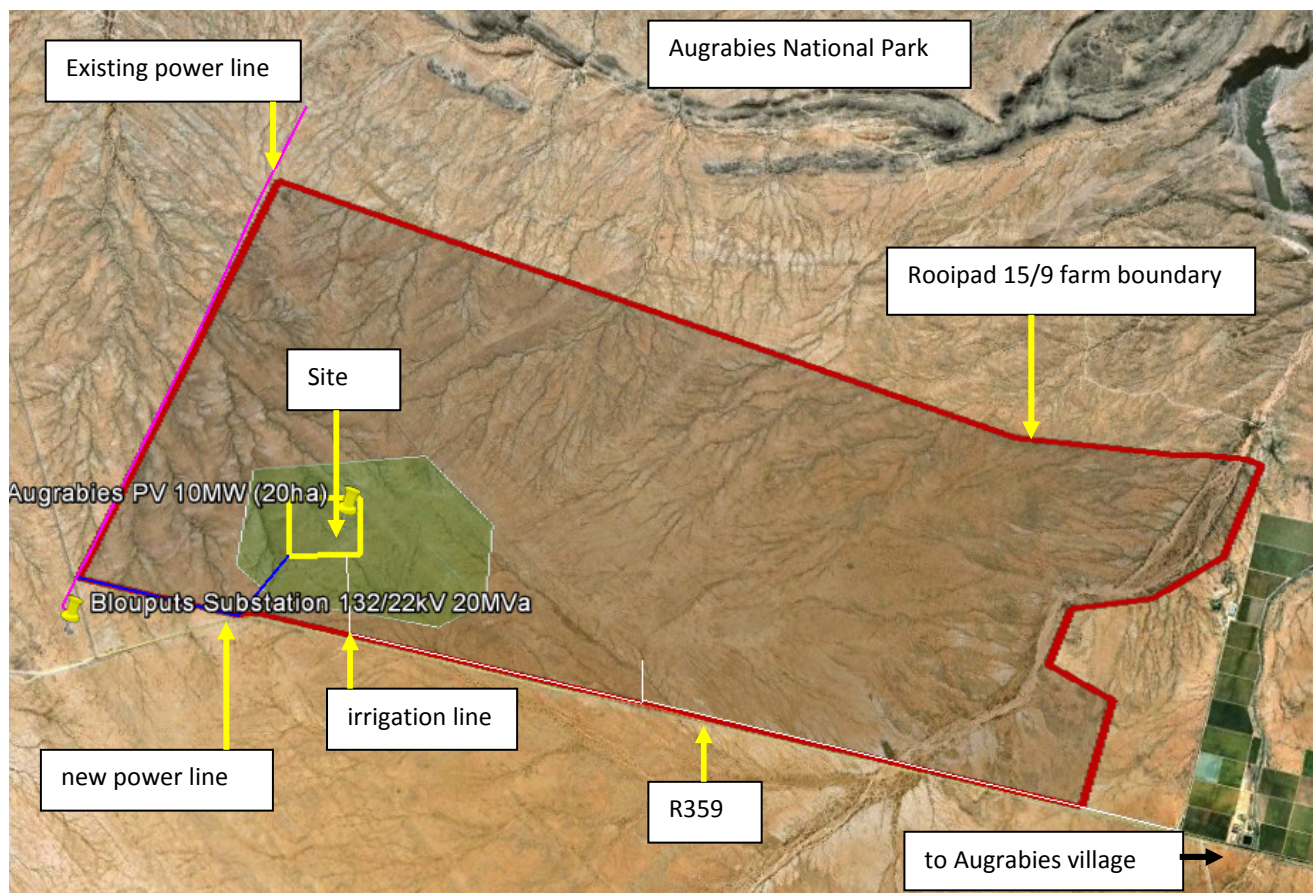 Augrabies National Park
Existing power line
Rooipad 15/9 farm boundary
Site
Augrabies PV 10MW (20ha)
Blouputs Substation 132/22kV 20MVa
irrigation line
new power line
R359
to Augrabies village